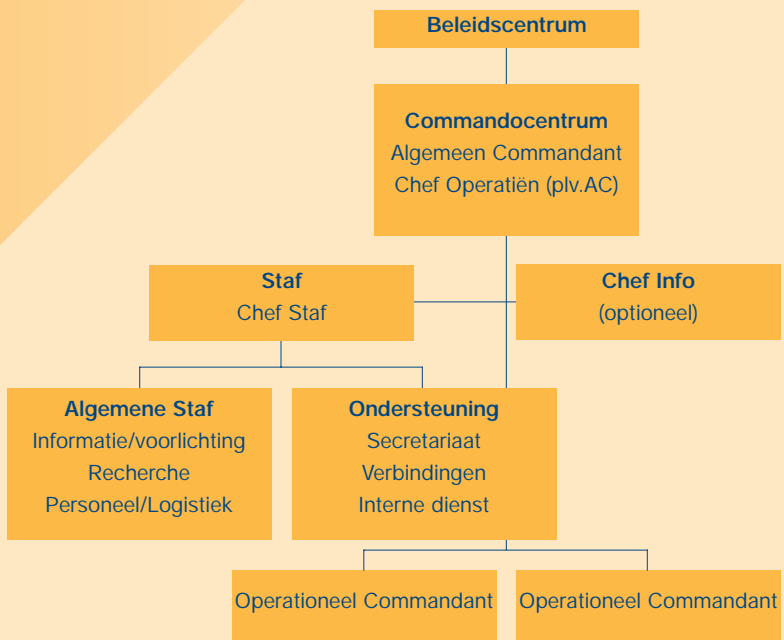 Beleidscentrum
Commandocentrum
Algemeen Commandant
Chef Operatiën (plv.AC)
Staf
Chef Staf
Chef Info
(optioneel)
Algemene Staf
Informatie/voorlichting
Recherche
Personeel/Logistiek
Ondersteuning
Secretariaat
Verbindingen
Interne dienst
Operationeel Commandant
Operationeel Commandant